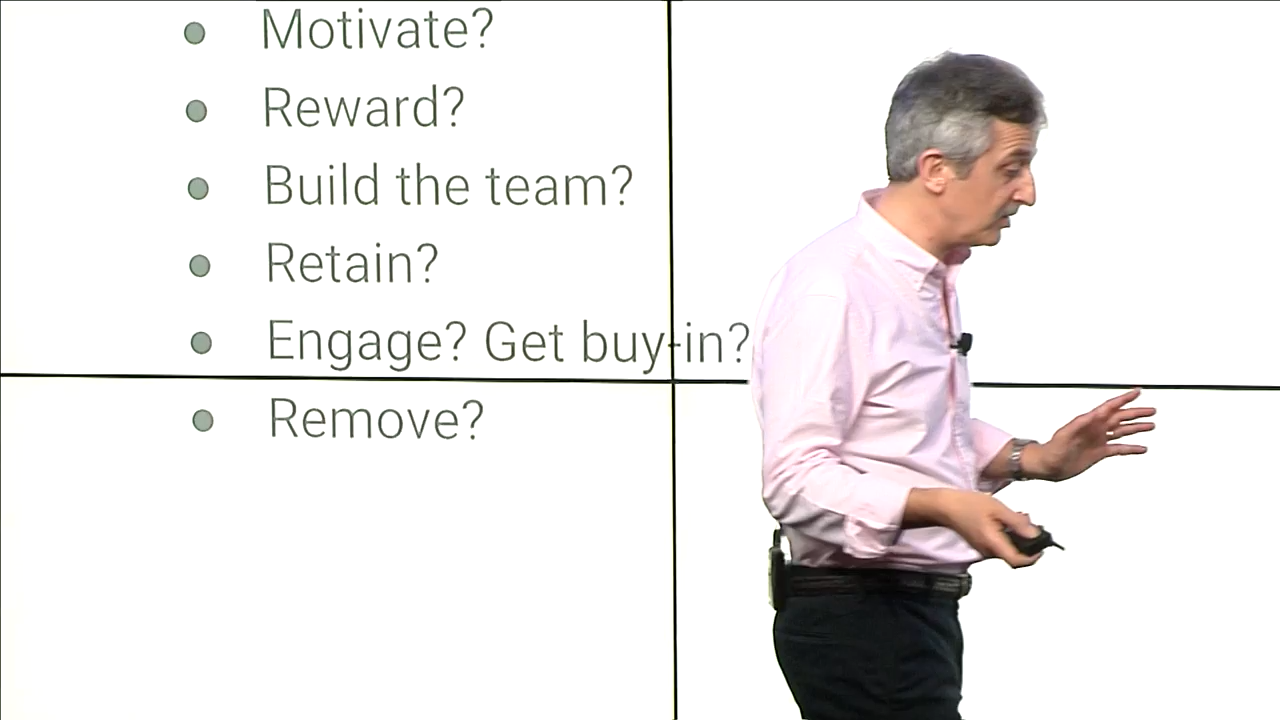 Motivate?
Reward?
Build the team?
Retain?
Engage? Get buy-in?
Remove?